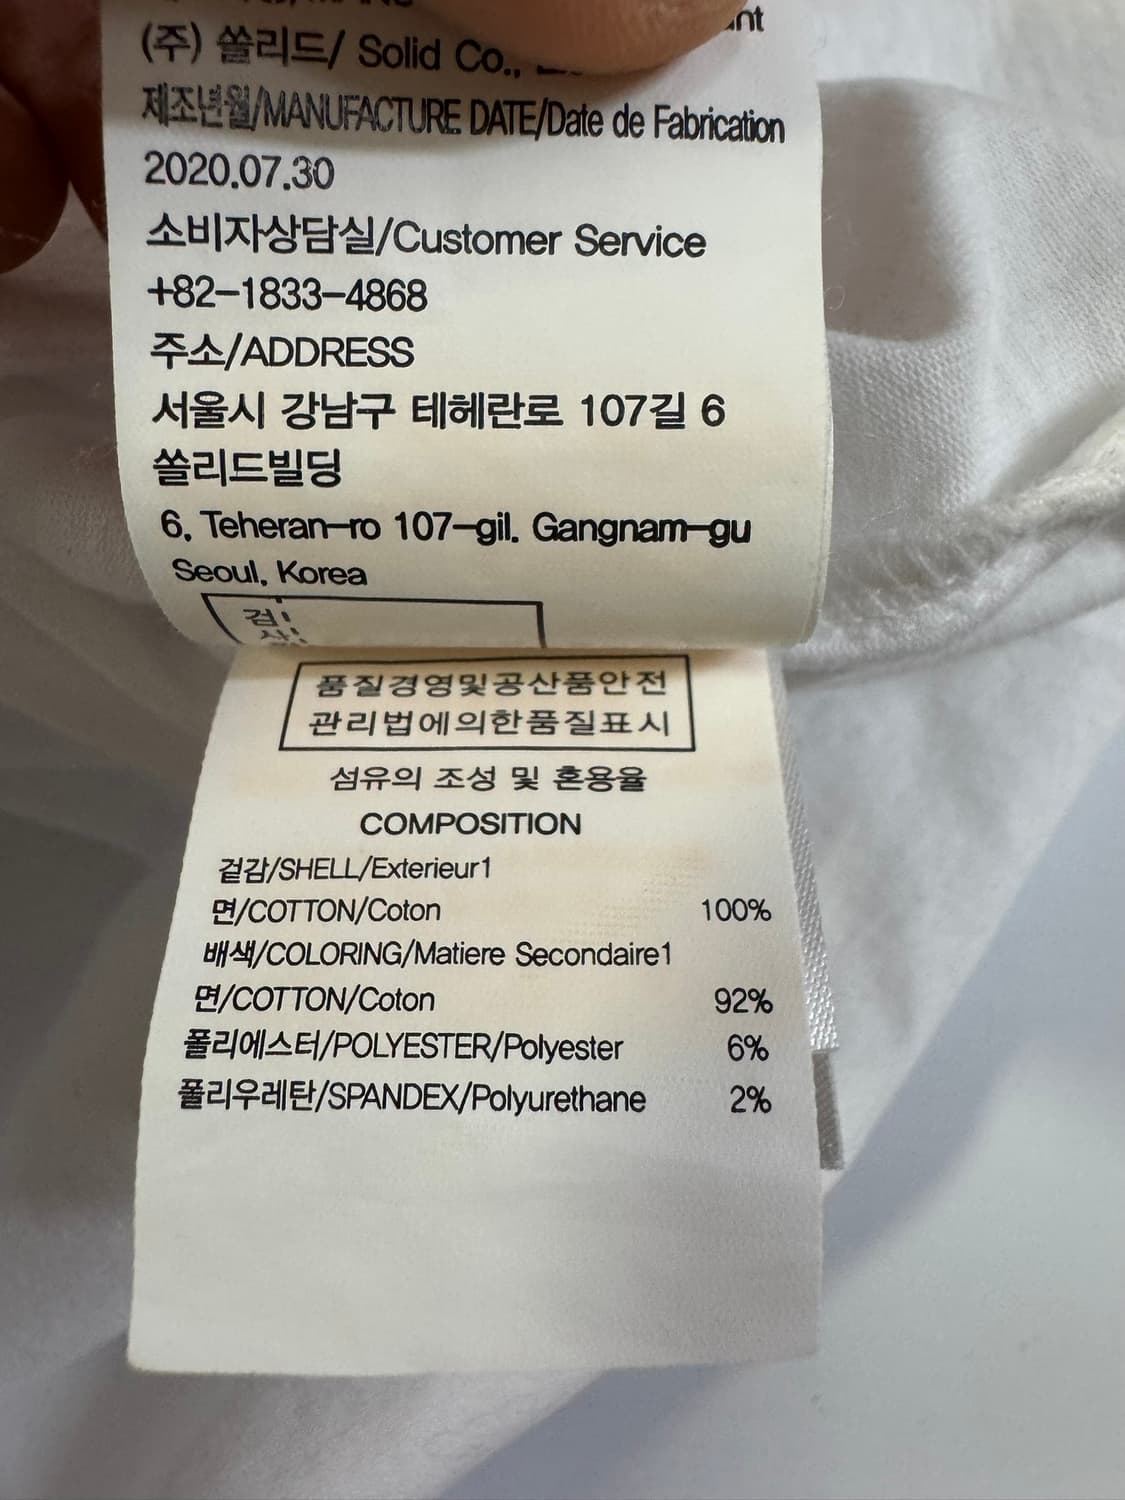 nt
(주) 쏠리드/ Solid Co.,
제조년월/MANUFACTURE DATE/Date de Fabrication
2020.07.30
소비자상담실/Customer Service
+82-1833-4868
주소/ADDRESS
서울시 강남구 테헤란로 107길 6
쏠리드빌딩
6, Teheran-ro 107-gil, Gangnam-gu
Seoul, Korea
검
사
품질경영및공산품안전
관리법에의한품질표시
섬유의 조성 및 혼용율
COMPOSITION
겉감/SHELL/Exterieur1
면/COTTON/Coton 100%
배색/COLORING/Matiere Secondaire1
면/COTTON/Coton 92%
폴리에스터/POLYESTER/Polyester 6%
폴리우레탄/SPANDEX/Polyurethane 2%